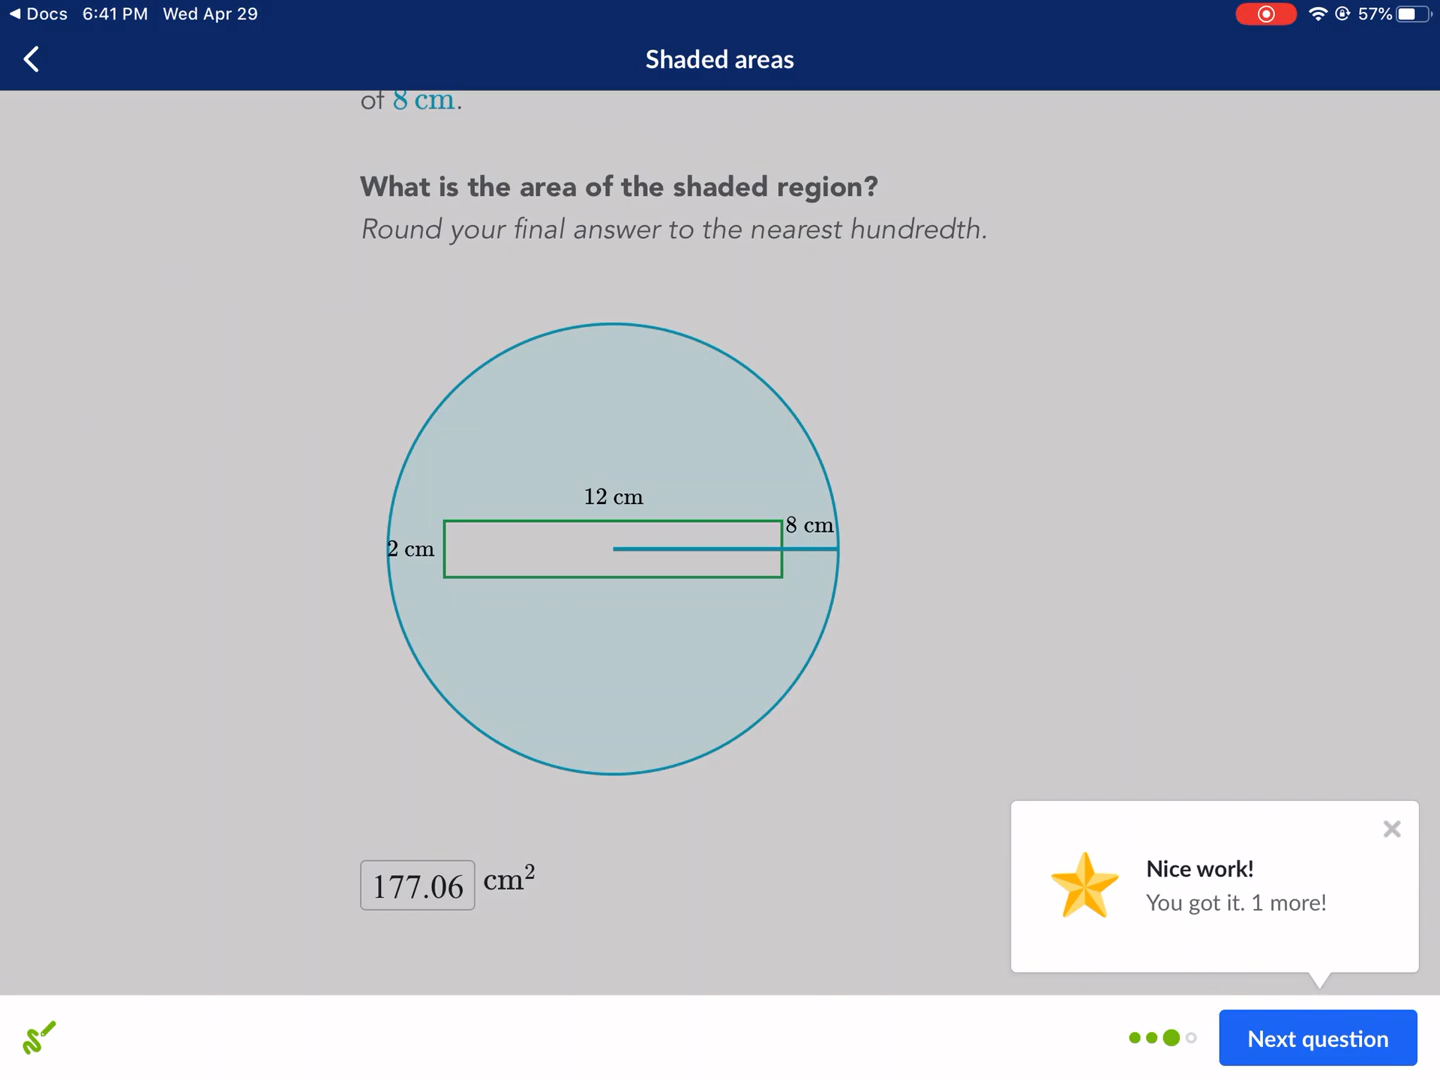 ◀ Docs 6:41 PM Wed Apr 29 57%
Shaded areas
of 8 cm.
What is the area of the shaded region?
Round your final answer to the nearest hundredth.
12 cm
8 cm
2 cm
177.06 cm²
Nice work!
You got it. 1 more!
Next question